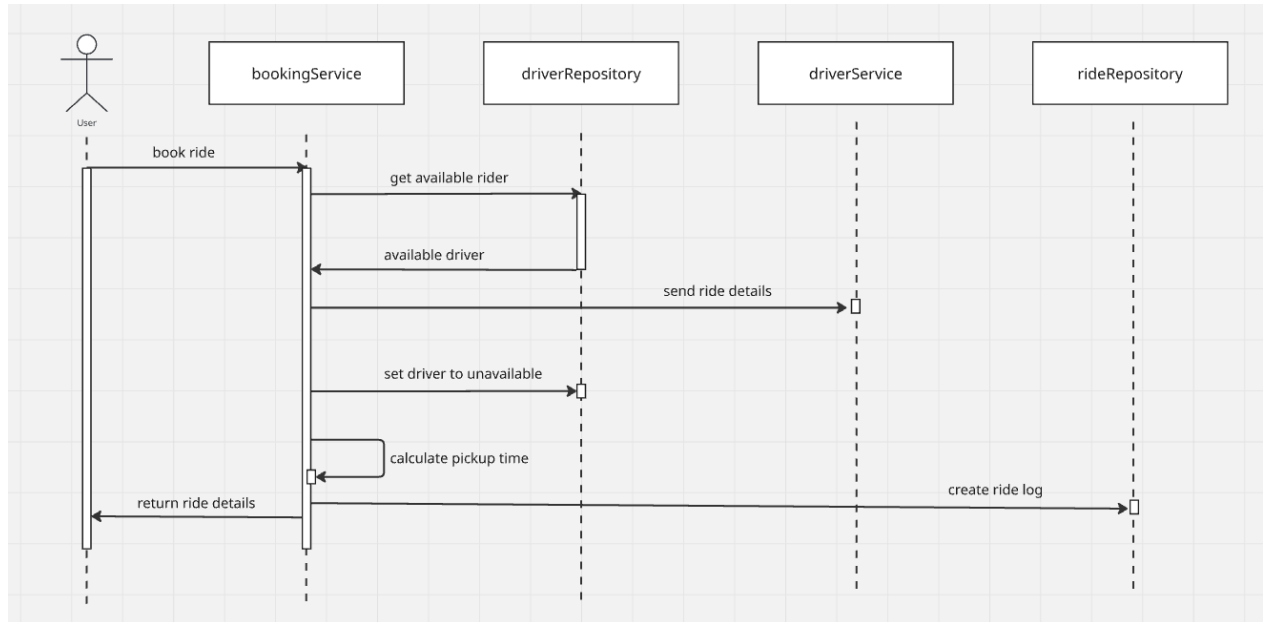 User
bookingService
driverRepository
driverService
rideRepository
book ride
get available rider
available driver
send ride details
set driver to unavailable
calculate pickup time
create ride log
return ride details